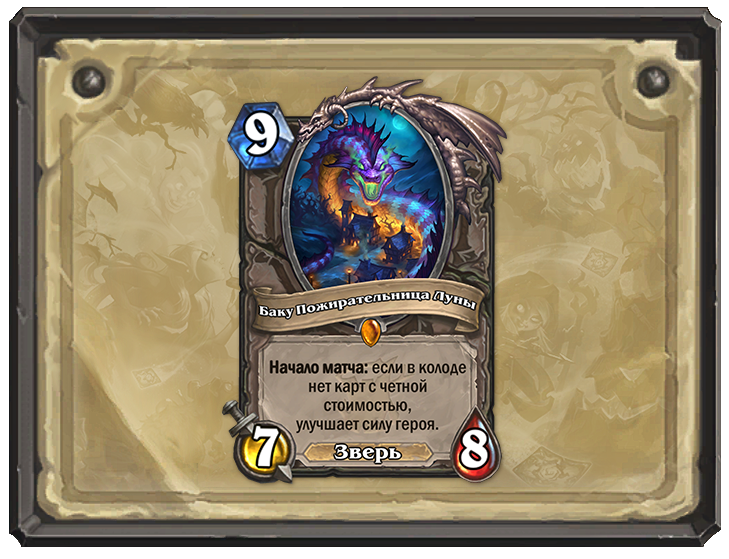 9
Баку Пожирательница Луны
Начало матча: если в колоде
нет карт с четной
стоимостью,
улучшает силу героя.
7
Зверь
8